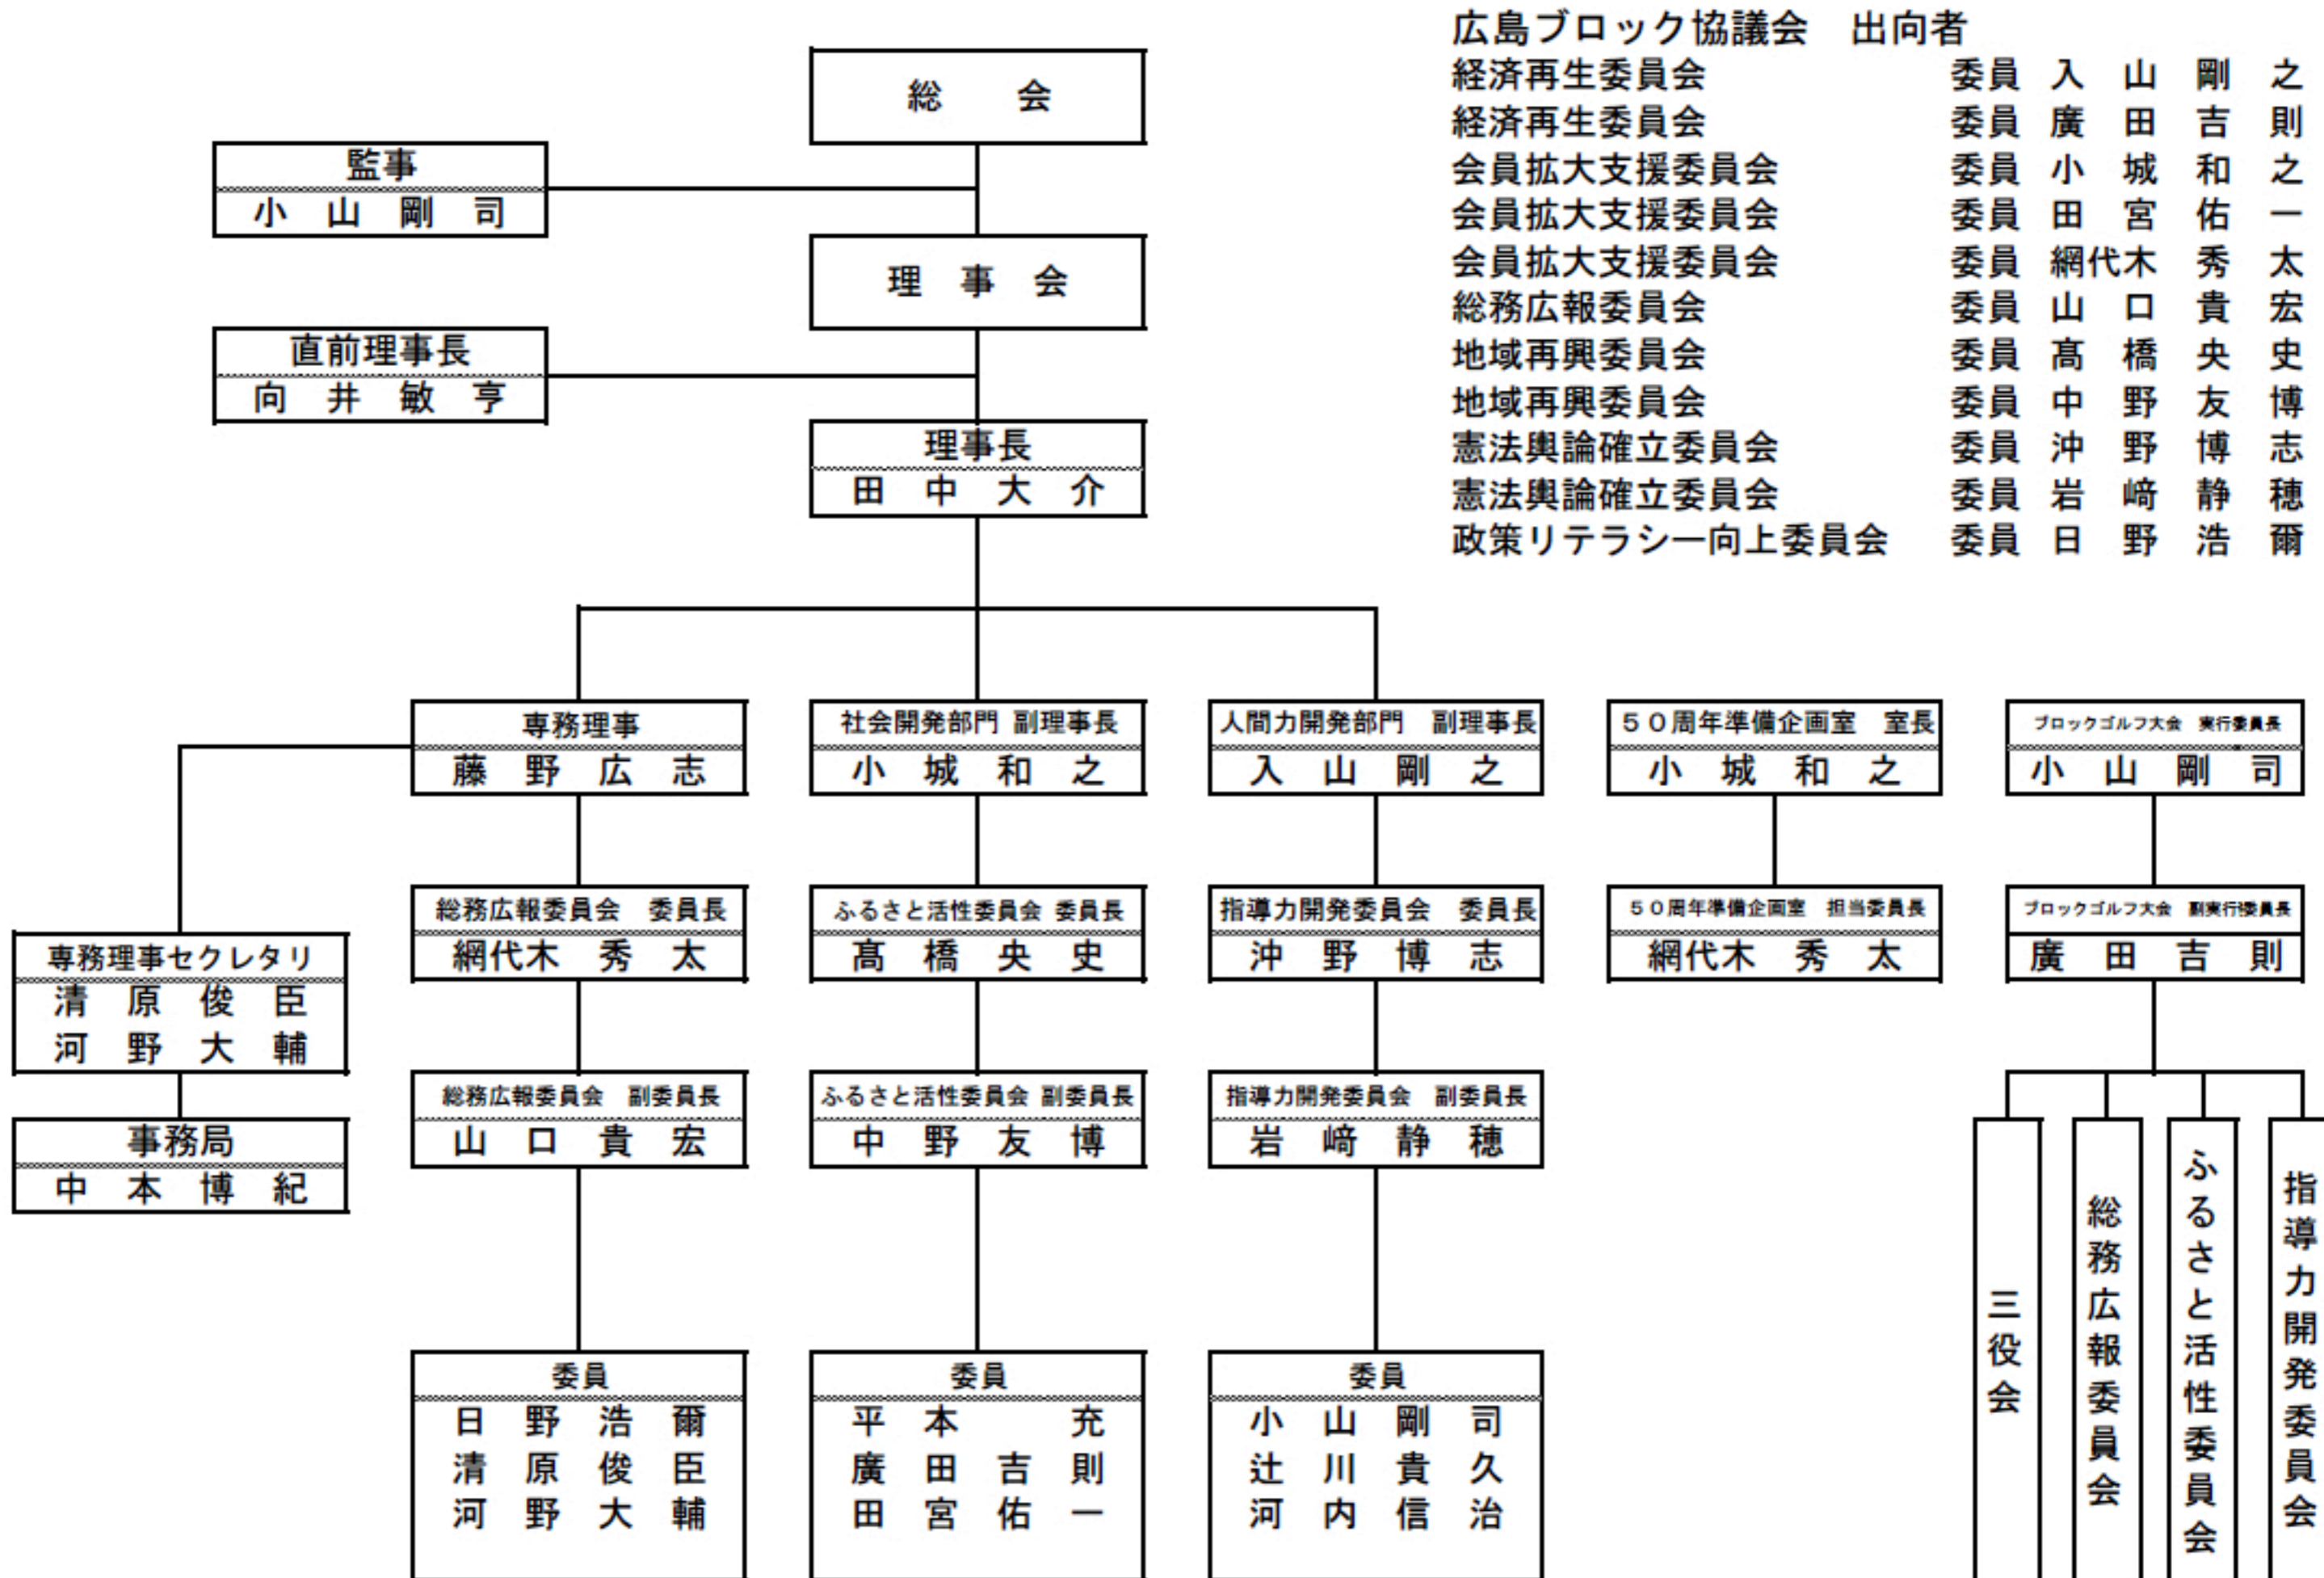 広島ブロック協議会　出向者
経済再生委員会　委員　入山剛之
経済再生委員会　委員　廣田吉則
会員拡大支援委員会　委員　小城和之
会員拡大支援委員会　委員　田宮佑一
会員拡大支援委員会　委員　網代木秀太
総務広報委員会　委員　山口貴宏
地域再興委員会　委員　髙橋央史
地域再興委員会　委員　中野友博
憲法輿論確立委員会　委員　沖野博志
憲法輿論確立委員会　委員　岩﨑静穂
政策リテラシー向上委員会　委員　日野浩爾
総　会
監事
小山剛司
理事会
直前理事長
向井敏亨
理事長
田中大介
専務理事
藤野広志
社会開発部門 副理事長
小城和之
人間力開発部門　副理事長
入山剛之
５０周年準備企画室　室長
小城和之
ブロックゴルフ大会　実行委員長
小山剛司
専務理事セクレタリ
清原俊臣
河野大輔
事務局
中本博紀
総務広報委員会　委員長
網代木秀太
ふるさと活性委員会 委員長
髙橋央史
指導力開発委員会　委員長
沖野博志
５０周年準備企画室　担当委員長
網代木秀太
ブロックゴルフ大会　副実行委員長
廣田吉則
総務広報委員会　副委員長
山口貴宏
ふるさと活性委員会 副委員長
中野友博
指導力開発委員会　副委員長
岩﨑静穂
委員
日野浩爾
清原俊臣
河野大輔
委員
平本　充
廣田吉則
田宮佑一
委員
小山剛司
辻川貴久
河内信治
三役会
総務広報委員会
ふるさと活性委員会
指導力開発委員会